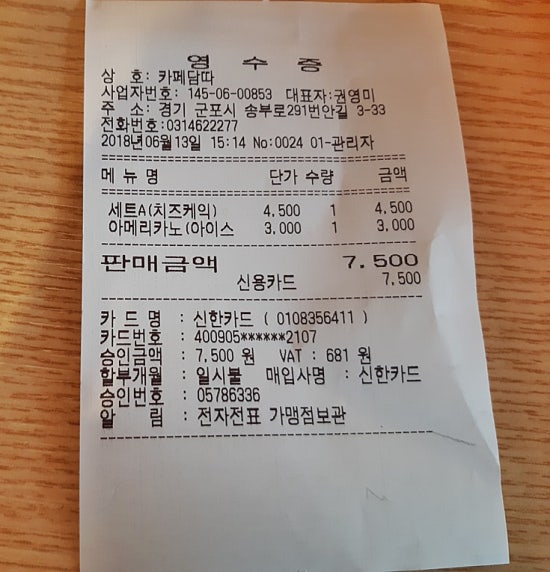 영 수 증
상 호: 카페담따
사업자번호: 145-06-00853 대표자:권영미
주 소: 경기 군포시 송부로291번안길 3-33
전화번호:0314622277
2018년06월13일 15:14 No:0024 01-관리자
메 뉴 명 단가 수량 금액
세트A(치즈케익) 4.500 1 4.500
아메리카노(아이스 3.000 1 3.000
판매금액 7.500
신용카드 7.500
카 드 명 : 신한카드 ( 0108356411 )
카드번호 : 400905******2107
승인금액 : 7,500 원 VAT : 681 원
할부개월 : 일시불 매입사명 : 신한카드
승인번호 : 05786336
알 림 : 전자전표 가맹점보관